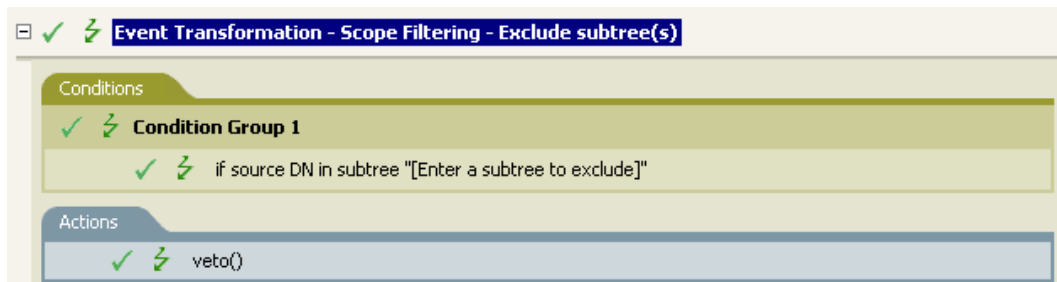 Event Transformation - Scope Filtering - Exclude subtree(s)
Conditions
Condition Group 1
if source DN in subtree "[Enter a subtree to exclude]"
Actions
veto()